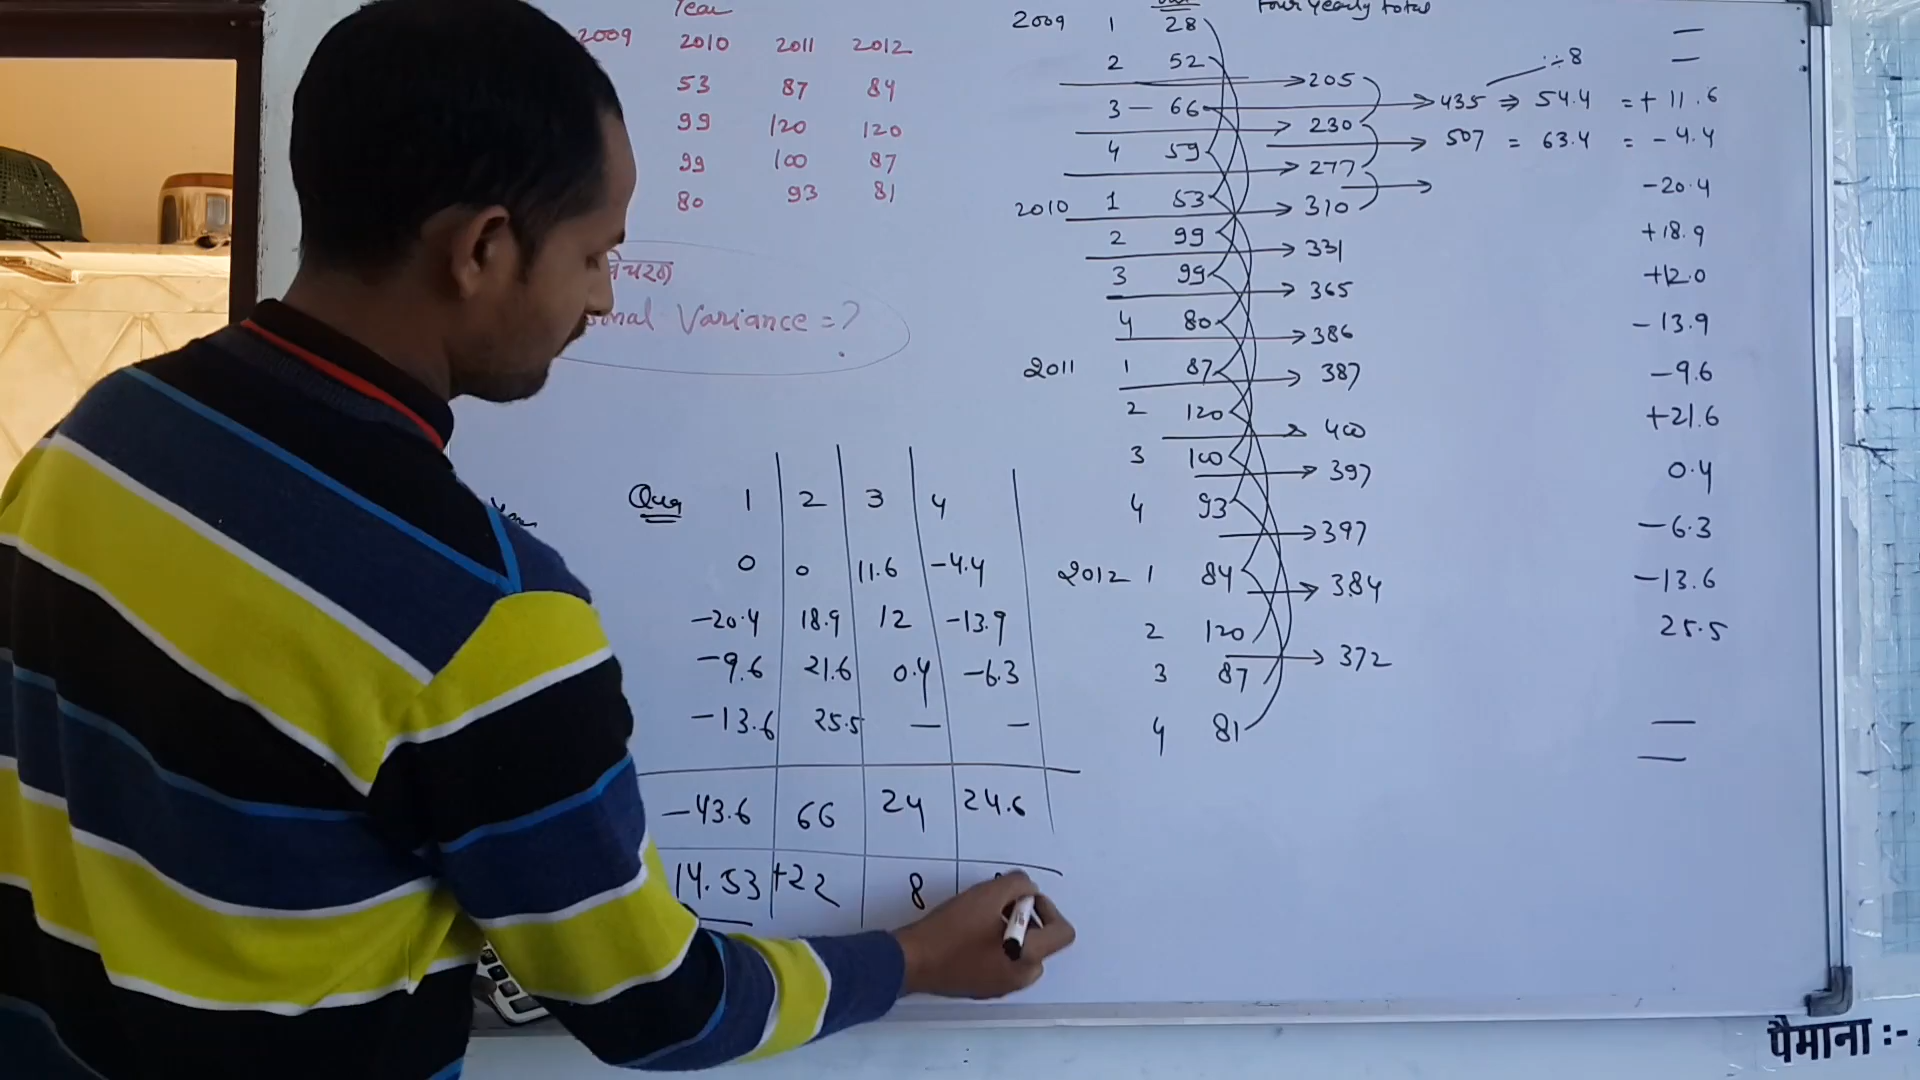 Year
2009 2010 2011 2012
53 87 84
99 120 120
99 100 87
80 93 81
Variance = ?
Qua 1 2 3 4
0 0 11.6 -4.4
-20.4 18.9 12 -13.9
-9.6 21.6 0.4 -6.3
-13.6 25.5 — —
-43.6 66 24 24.6
14.53 +22 8
Four yearly total
2009 1 28 —
2 52 —
÷8
205
3 — 66 435 ⇒ 54.4 = + 11.6
230
4 59 507 = 63.4 = - 4.4
277
2010 1 53 -20.4
310
2 99 +18.9
331
3 99 +12.0
365
4 80 -13.9
386
2011 1 87 -9.6
387
2 120 +21.6
400
3 100 0.4
397
4 93 -6.3
397
2012 1 84 -13.6
384
2 120 25.5
372
3 87 —
4 81 —
पैमाना :-